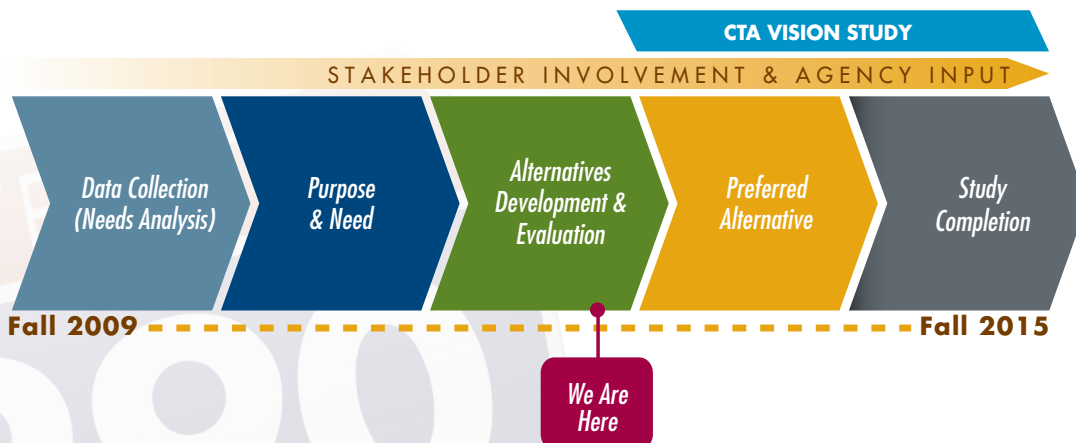 CTA VISION STUDY
STAKEHOLDER INVOLVEMENT & AGENCY INPUT
Data Collection
(Needs Analysis)
Purpose
& Need
Alternatives
Development &
Evaluation
Preferred
Alternative
Study
Completion
Fall 2009
Fall 2015
We Are
Here